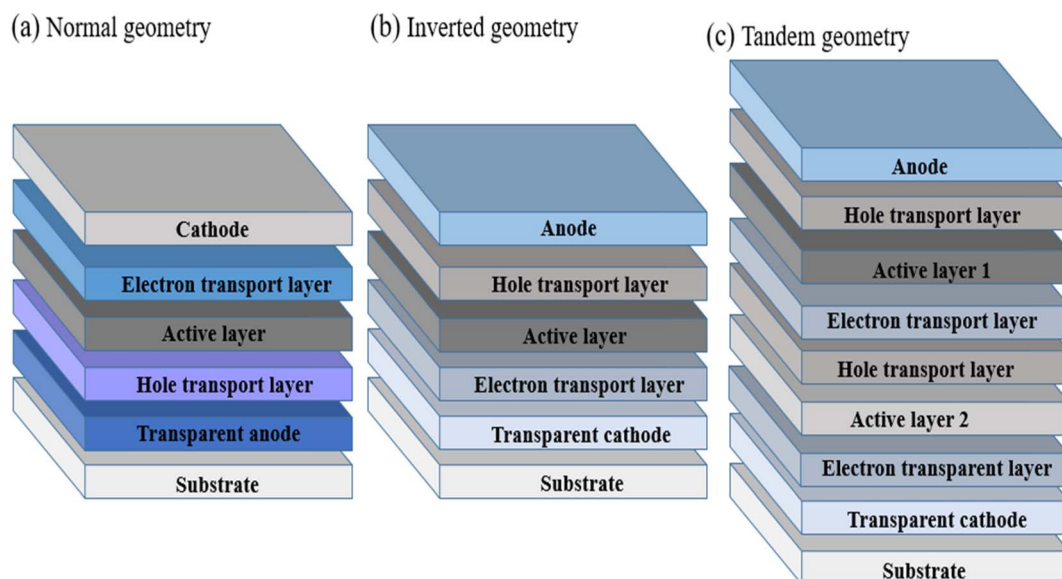 (a) Normal geometry
Cathode
Electron transport layer
Active layer
Hole transport layer
Transparent anode
Substrate
(b) Inverted geometry
Anode
Hole transport layer
Active layer
Electron transport layer
Transparent cathode
Substrate
(c) Tandem geometry
Anode
Hole transport layer
Active layer 1
Electron transport layer
Hole transport layer
Active layer 2
Electron transparent layer
Transparent cathode
Substrate